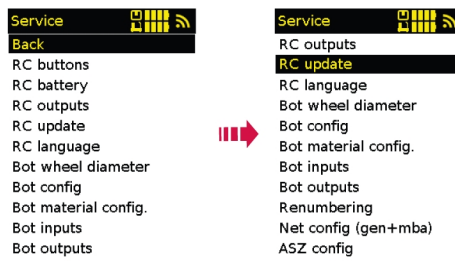 Service
Back
RC buttons
RC battery
RC outputs
RC update
RC language
Bot wheel diameter
Bot config
Bot material config.
Bot inputs
Bot outputs
Service
RC outputs
RC update
RC language
Bot wheel diameter
Bot config
Bot material config.
Bot inputs
Bot outputs
Renumbering
Net config (gen+mba)
ASZ config